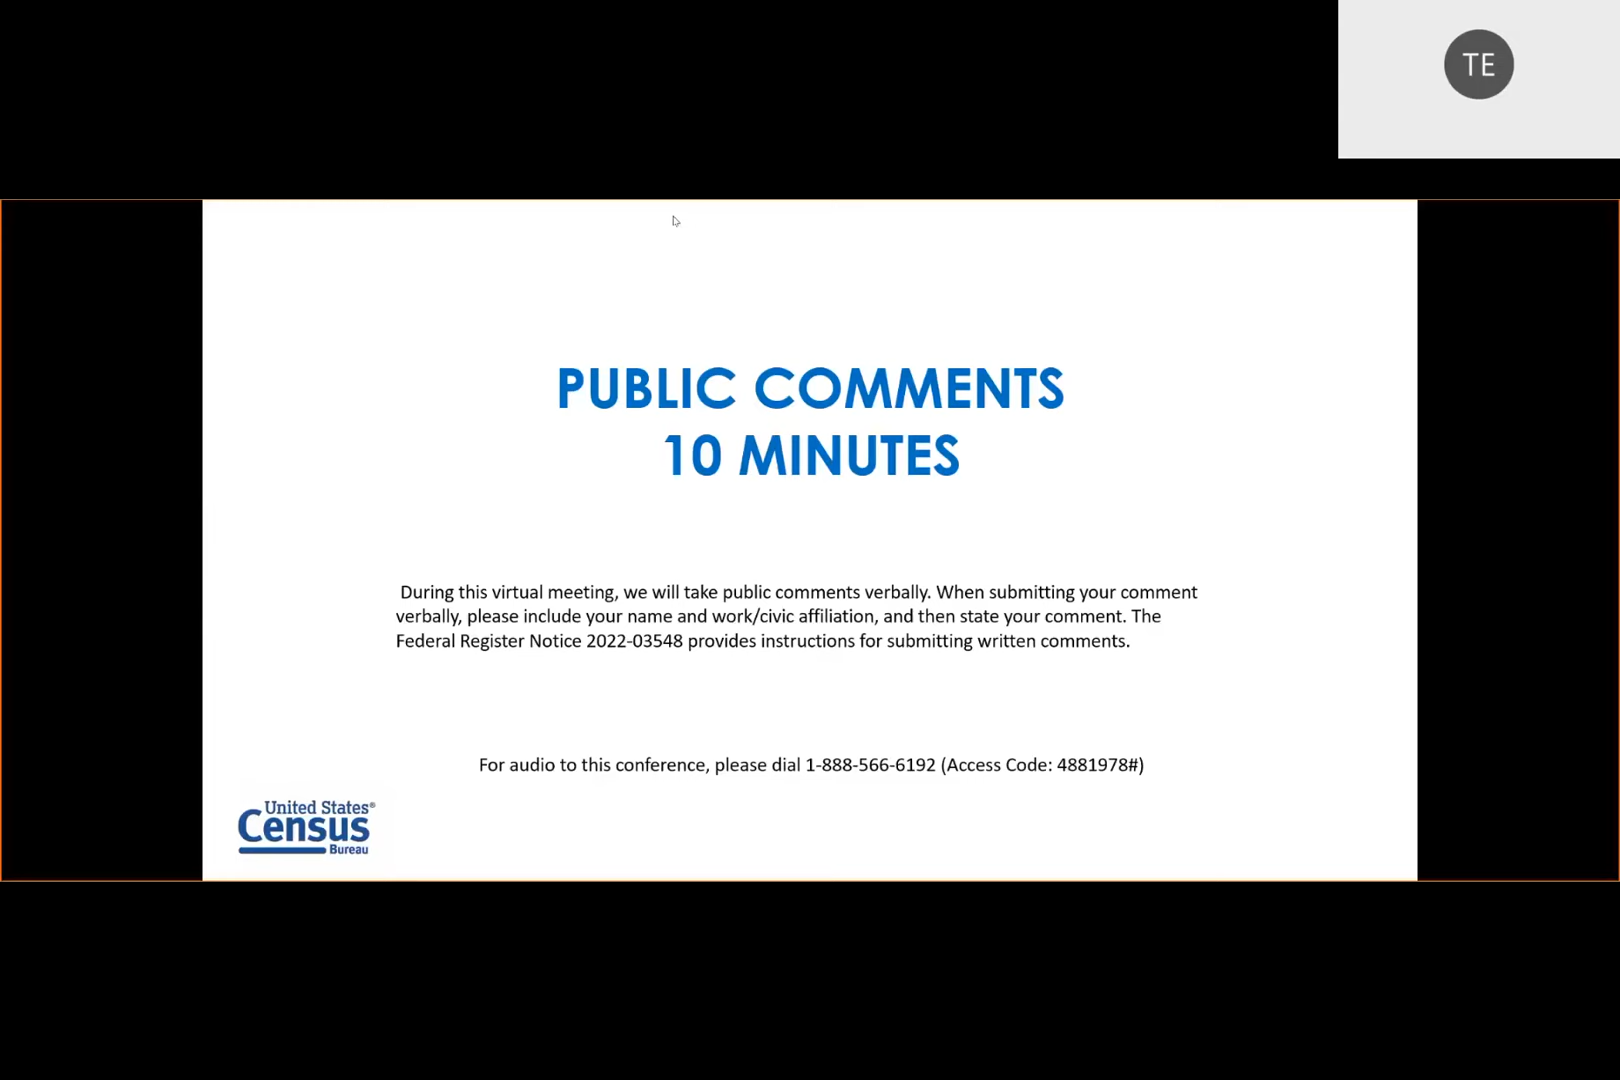 TE
PUBLIC COMMENTS
10 MINUTES
During this virtual meeting, we will take public comments verbally. When submitting your comment
verbally, please include your name and work/civic affiliation, and then state your comment. The
Federal Register Notice 2022-03548 provides instructions for submitting written comments.
For audio to this conference, please dial 1-888-566-6192 (Access Code: 4881978#)
United States®
Census
Bureau